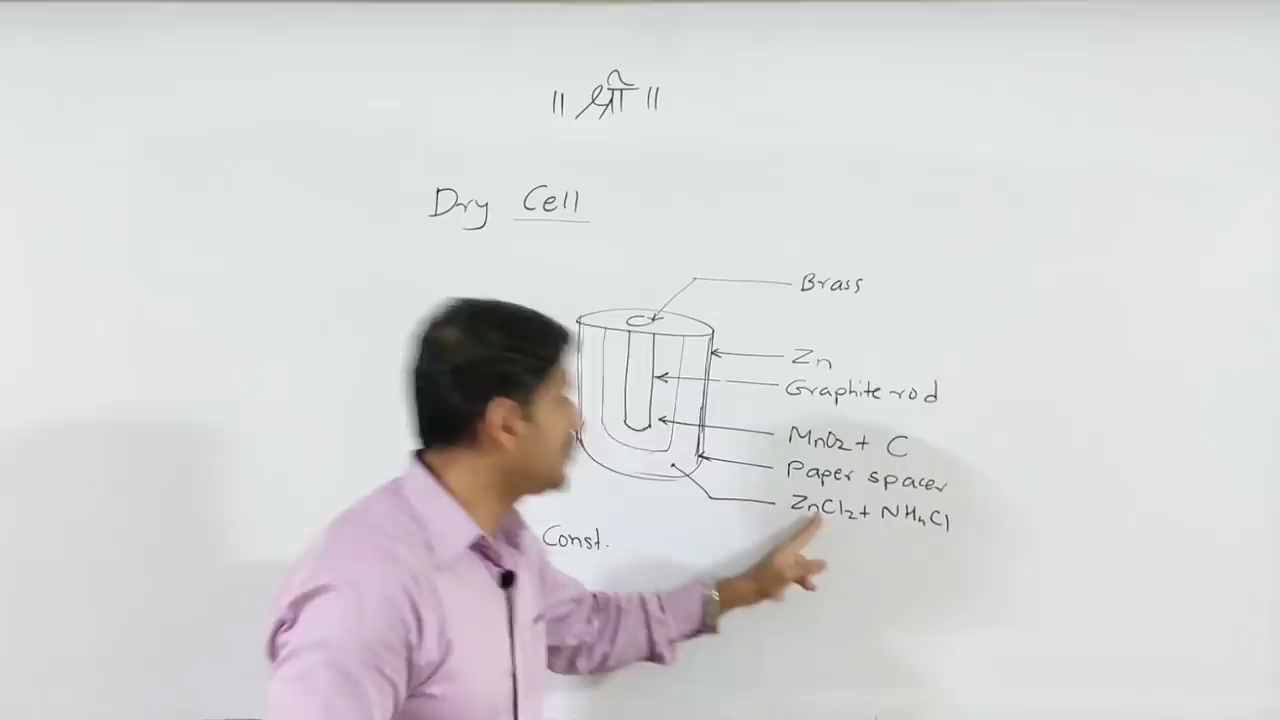 ॥ श्री ॥
Dry Cell
Brass
Zn
Graphite rod
MnO₂ + C
Paper spacer
ZnCl₂ + NH₄Cl
Const.